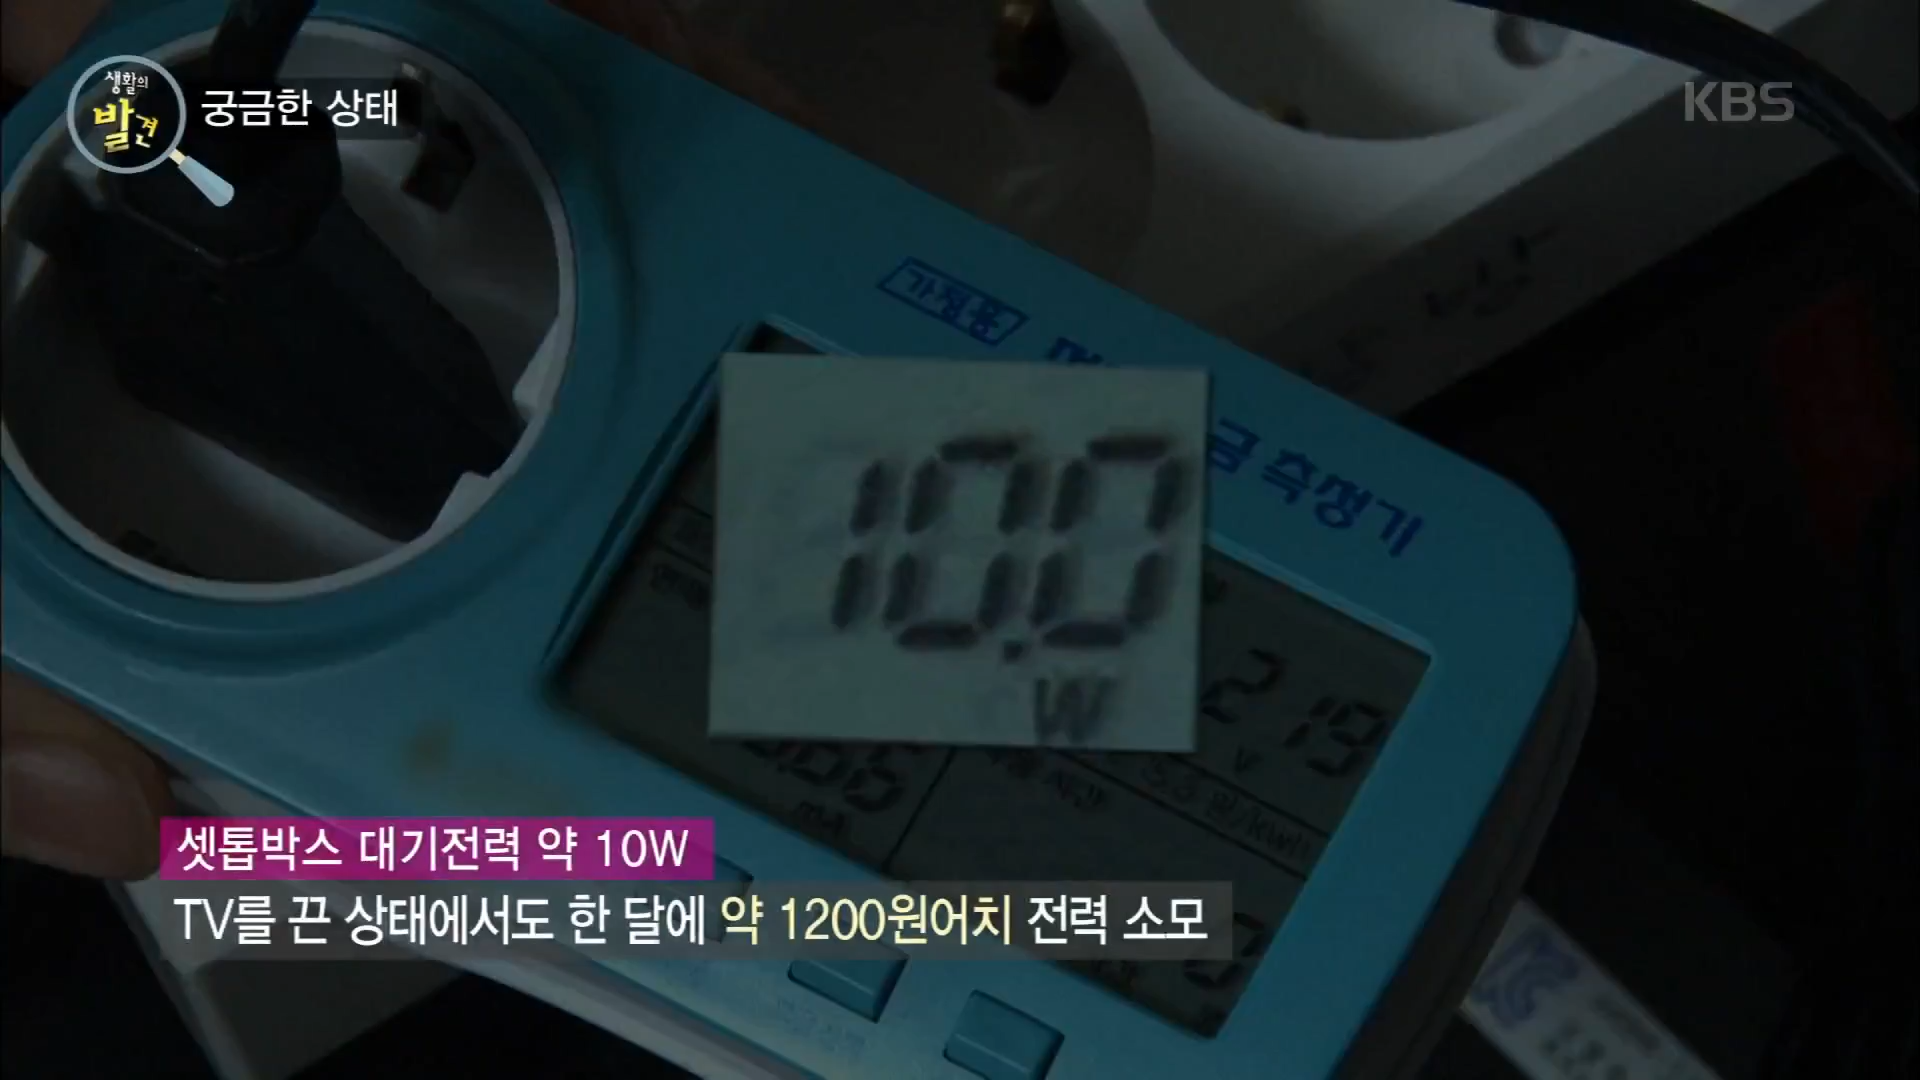 생활의
발견
궁금한 상태
KBS
가정용
금 측정기
10.0
W
219
V
셋톱박스 대기전력 약 10W
TV를 끈 상태에서도 한 달에 약 1200원어치 전력 소모